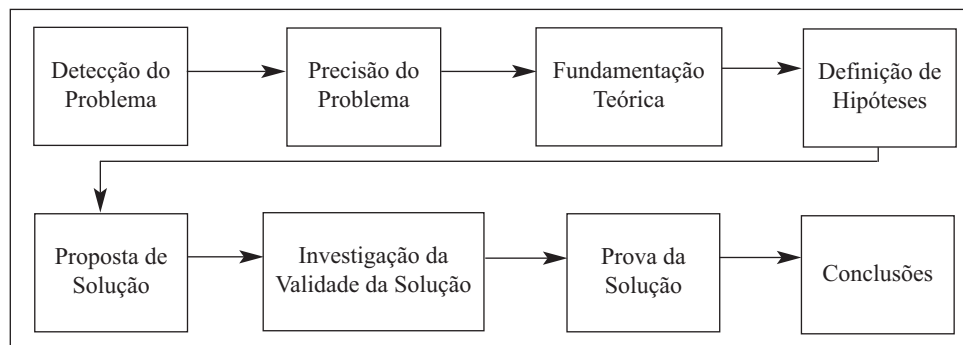 Detecção do
Problema
Precisão do
Problema
Fundamentação
Teórica
Definição de
Hipóteses
Proposta de
Solução
Investigação da
Validade da Solução
Prova da
Solução
Conclusões